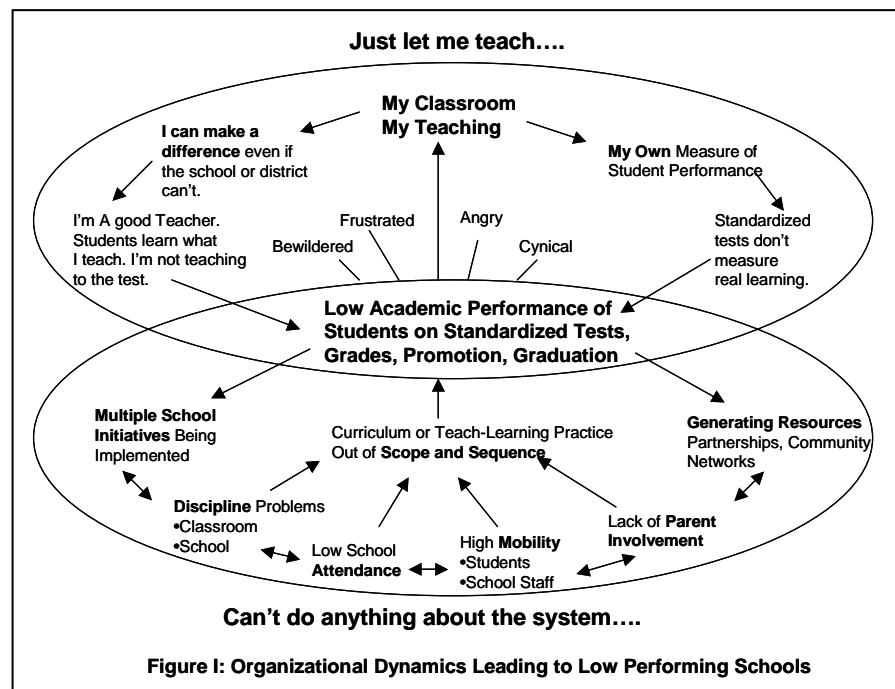 Just let me teach....
My Classroom
My Teaching
I can make a
difference even if
the school or district
can't.
My Own Measure of
Student Performance
I'm A good Teacher.
Students learn what
I teach. I'm not teaching
to the test.
Frustrated
Bewildered
Angry
Cynical
Standardized
tests don't
measure
real learning.
Low Academic Performance of
Students on Standardized Tests,
Grades, Promotion, Graduation
Multiple School
Initiatives Being
Implemented
Curriculum or Teach-Learning Practice
Out of Scope and Sequence
Generating Resources
Partnerships, Community
Networks
Discipline Problems
•Classroom
•School
Low School
Attendance
High Mobility
•Students
•School Staff
Lack of Parent
Involvement
Can't do anything about the system....
Figure I: Organizational Dynamics Leading to Low Performing Schools